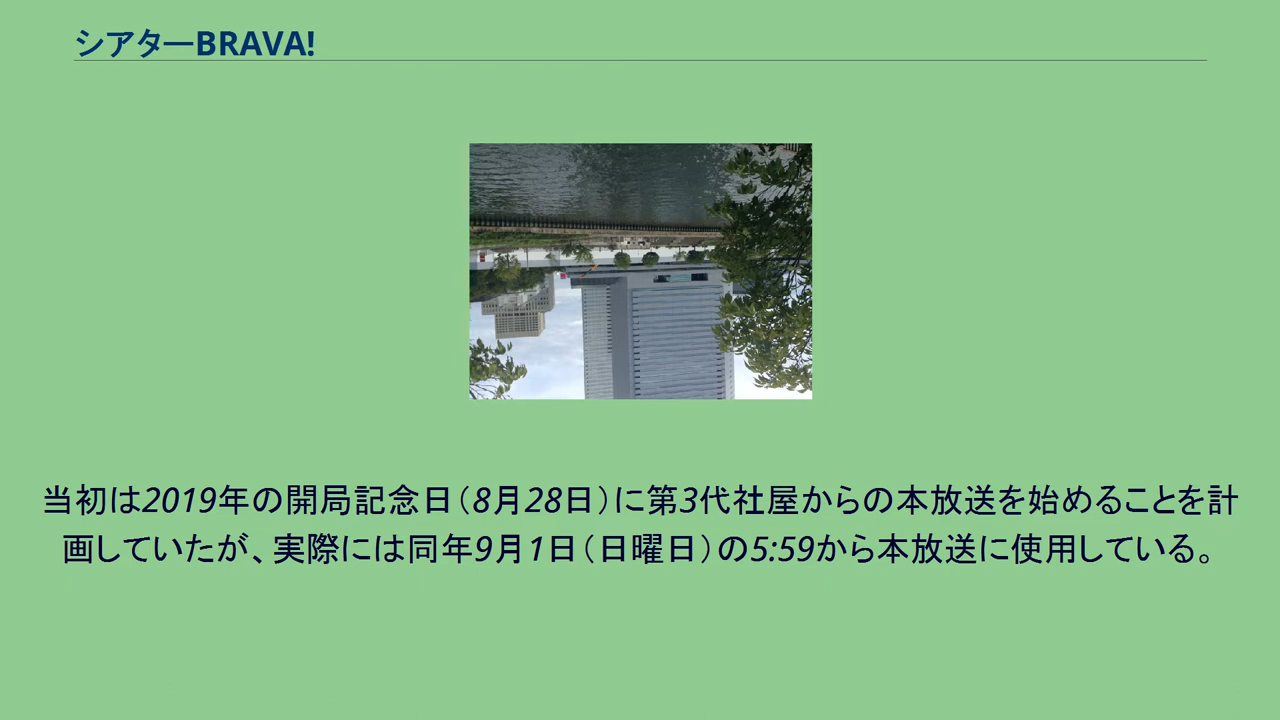 シアターBRAVA!
当初は2019年の開局記念日（8月28日）に第3代社屋からの本放送を始めることを計
画していたが、実際には同年9月1日（日曜日）の5:59から本放送に使用している。